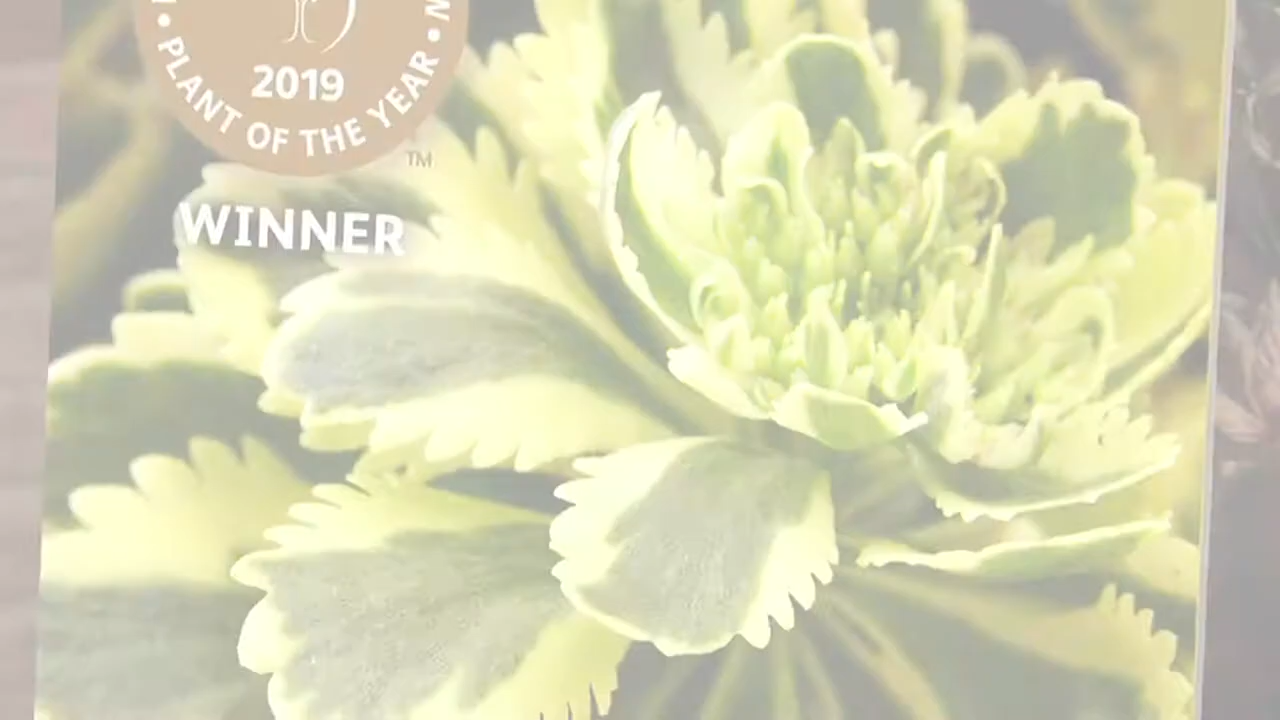 2019
• PLANT OF THE YEAR •
TM
WINNER